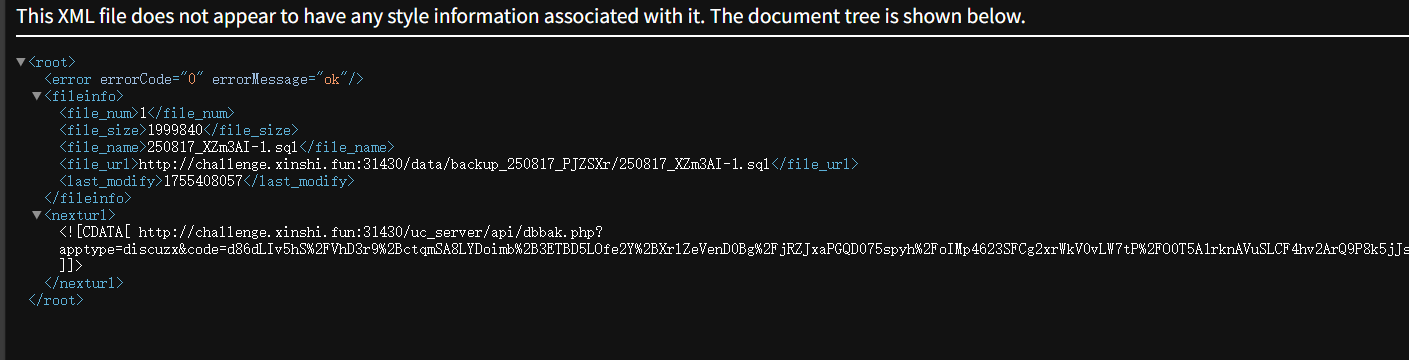 This XML file does not appear to have any style information associated with it. The document tree is shown below.
▼<root>
<error errorCode="0" errorMessage="ok"/>
▼<fileinfo>
<file_num>1</file_num>
<file_size>1999840</file_size>
<file_name>250817_XZm3AI-1.sql</file_name>
<file_url>http://challenge.xinshi.fun:31430/data/backup_250817_PJZSXr/250817_XZm3AI-1.sql</file_url>
<last_modify>1755408057</last_modify>
</fileinfo>
▼<nexturl>
<![CDATA[ http://challenge.xinshi.fun:31430/uc_server/api/dbbak.php?
apptype=discuzx&code=d86dLIv5hS%2FVhD3r9%2BctqmSA8LYDoimb%2B3ETBD5LOfe2Y%2BXr1ZeVenD0Bg%2FjRZJxaPGQD075spyh%2FoIMp4623SFCg2xrWkV0vLW7tP%2FO0T5A1rknAVuSLCF4hv2ArQ9P8k5jJs
]]>
</nexturl>
</root>